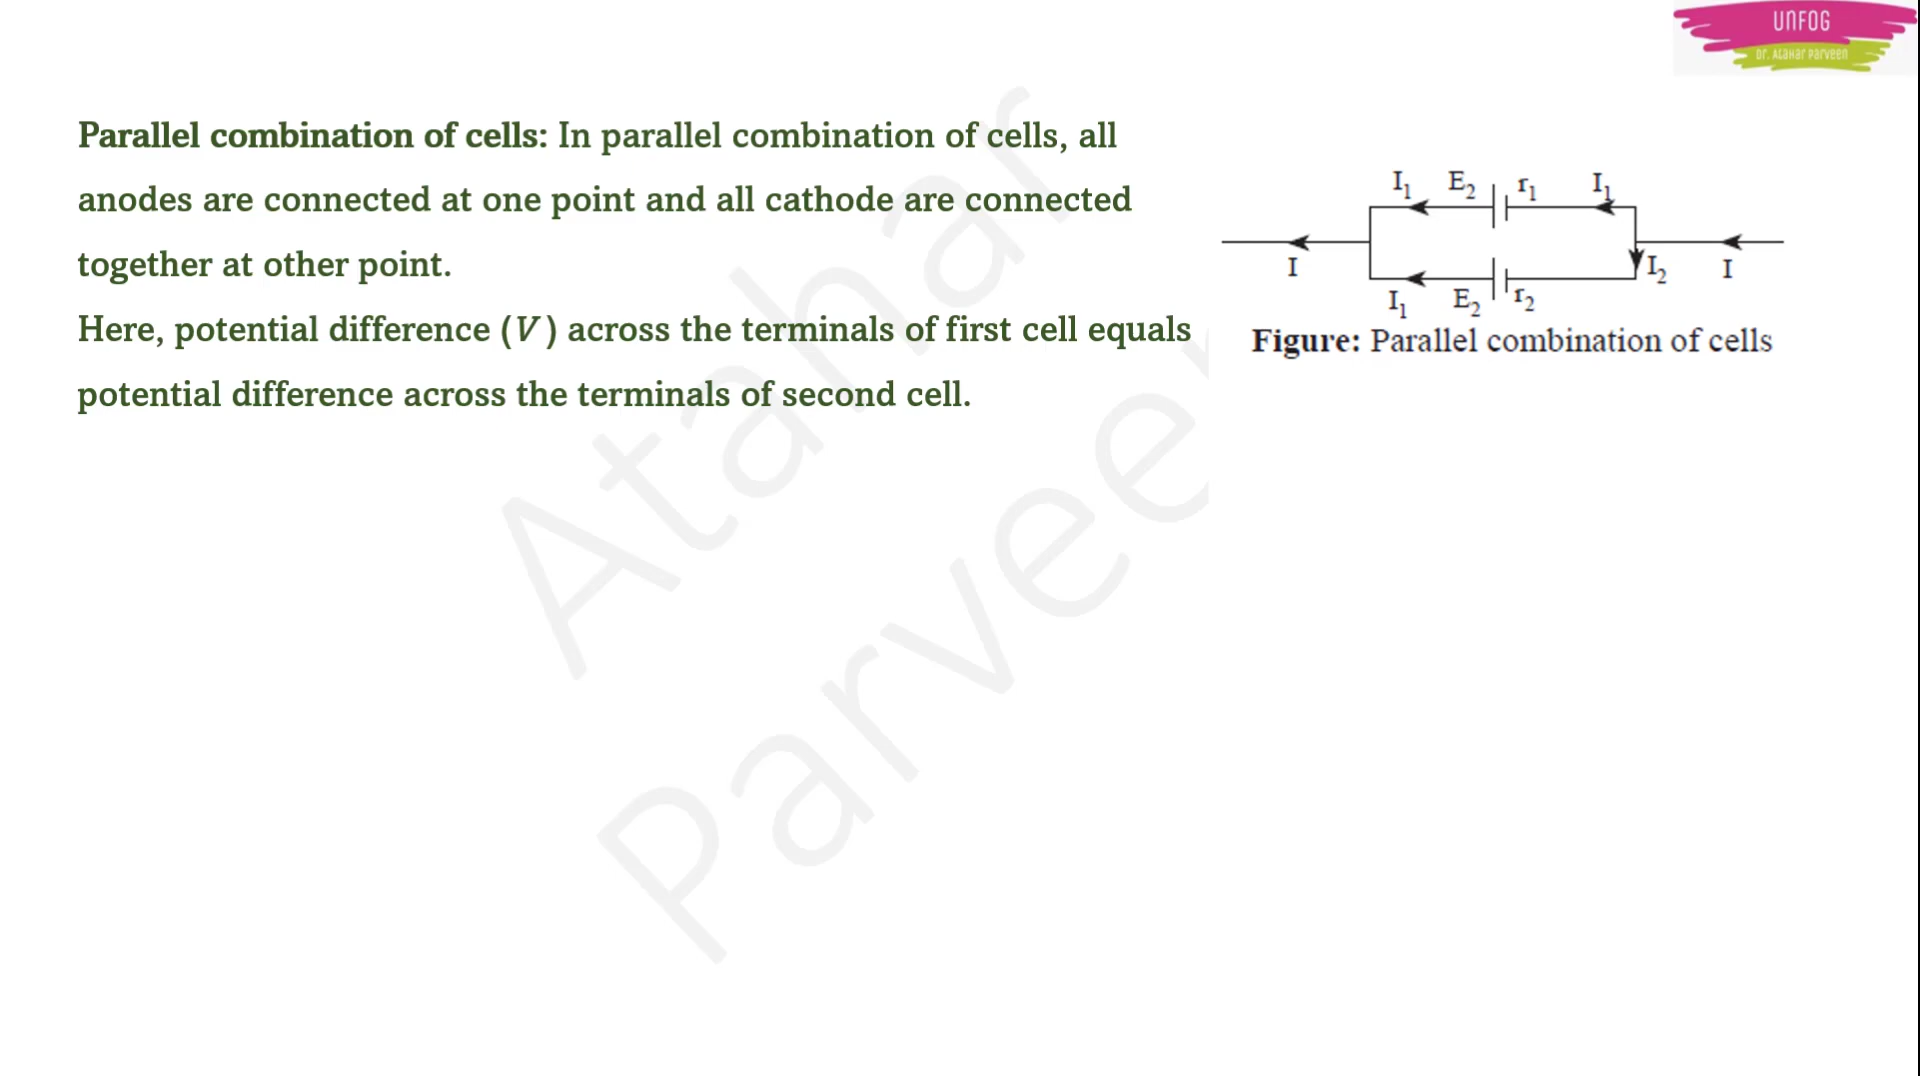 UNFOG
Dr. Atahar Parveen
Parallel combination of cells: In parallel combination of cells, all
anodes are connected at one point and all cathode are connected
together at other point.
Here, potential difference (V) across the terminals of first cell equals
potential difference across the terminals of second cell.
I₁ E₂ r₁ I₁
I I₂ I
I₁ E₂ r₂
Figure: Parallel combination of cells
Atahar
Parveen